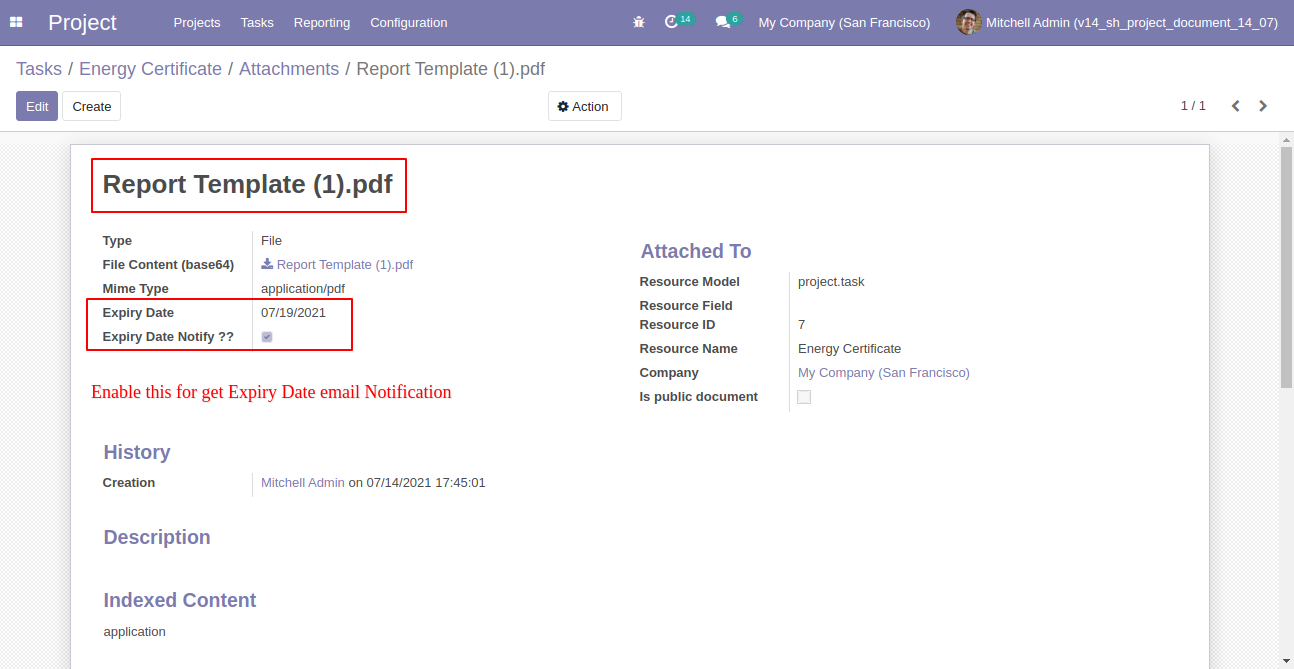 Project Projects Tasks Reporting Configuration 14 6 My Company (San Francisco) Mitchell Admin (v14_sh_project_document_14_07)
Tasks / Energy Certificate / Attachments / Report Template (1).pdf
Edit Create Action 1 / 1
Report Template (1).pdf
Type File
File Content (base64) Report Template (1).pdf
Mime Type application/pdf
Expiry Date 07/19/2021
Expiry Date Notify ??
Enable this for get Expiry Date email Notification
Attached To
Resource Model project.task
Resource Field
Resource ID 7
Resource Name Energy Certificate
Company My Company (San Francisco)
Is public document
History
Creation Mitchell Admin on 07/14/2021 17:45:01
Description
Indexed Content
application